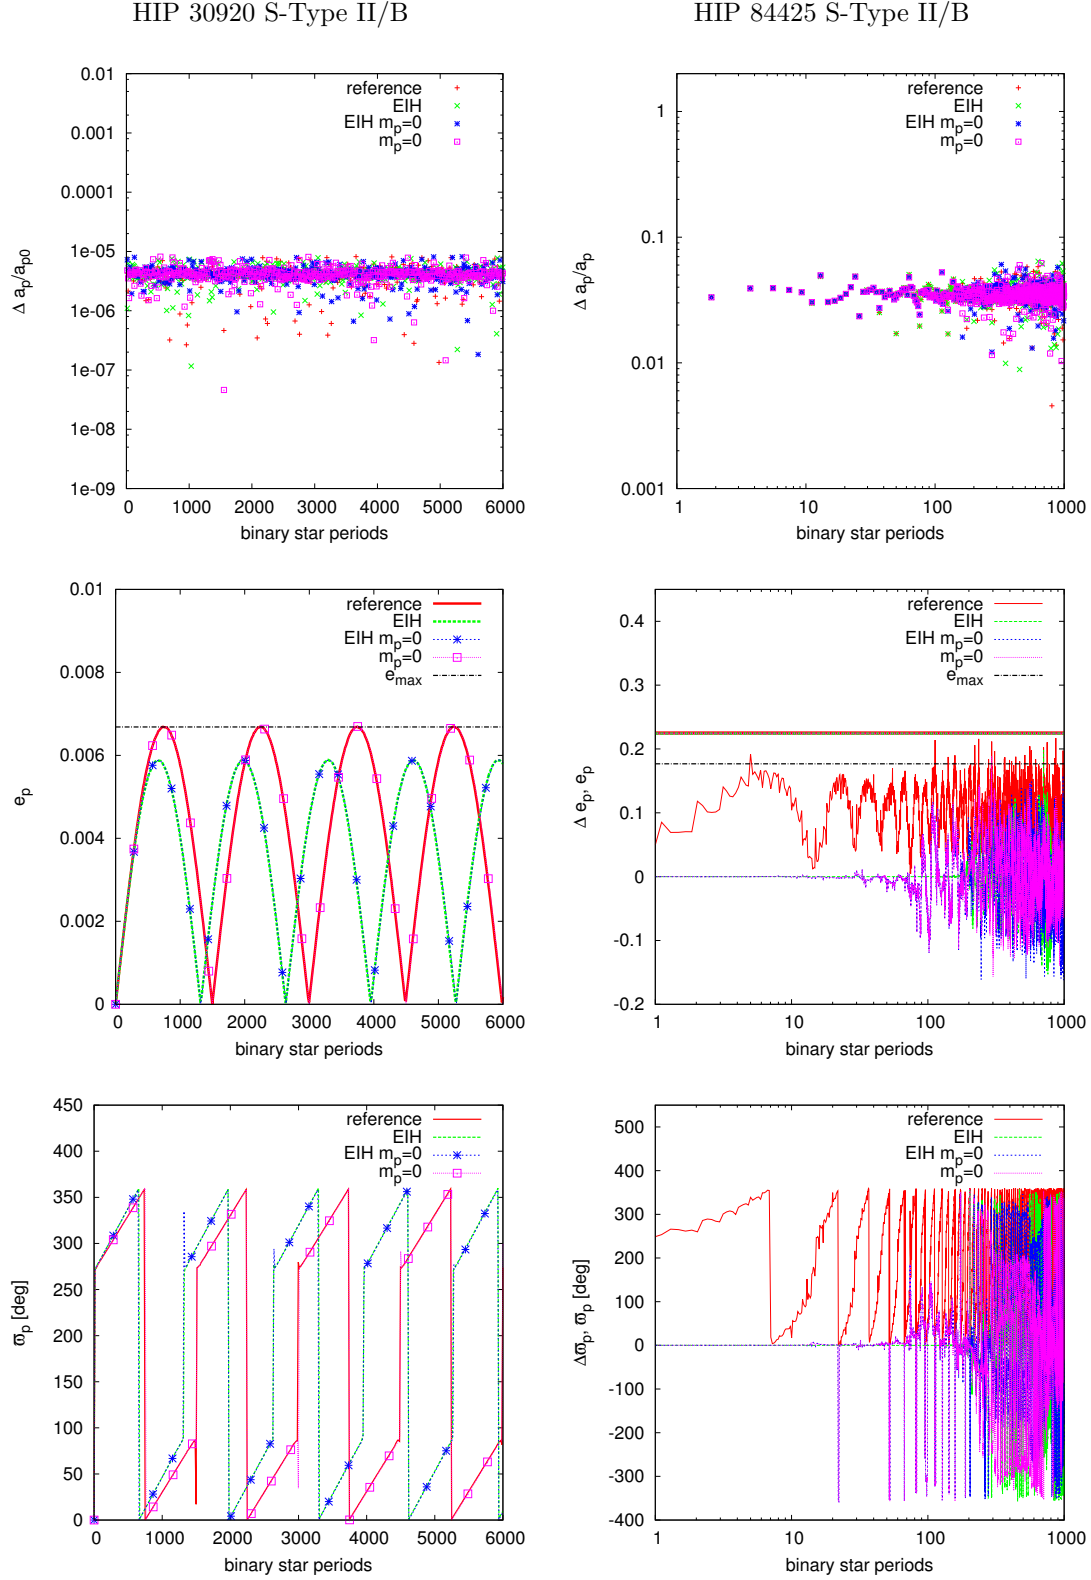 HIP 30920 S-Type II/B
HIP 84425 S-Type II/B
0.01
0.001
0.0001
1e-05
1e-06
1e-07
1e-08
1e-09
Δ a_p/a_p0
reference
EIH
EIH m_p=0
m_p=0
0 1000 2000 3000 4000 5000 6000
binary star periods
1
0.1
0.01
0.001
Δ a_p/a_p
reference
EIH
EIH m_p=0
m_p=0
1 10 100 1000
binary star periods
0.01
0.008
0.006
0.004
0.002
0
e_p
reference
EIH
EIH m_p=0
m_p=0
e_max
0 1000 2000 3000 4000 5000 6000
binary star periods
0.4
0.3
0.2
0.1
0
-0.1
-0.2
Δ e_p, e_p
reference
EIH
EIH m_p=0
m_p=0
e_max
1 10 100 1000
binary star periods
450
400
350
300
250
200
150
100
50
0
ϖ_p [deg]
reference
EIH
EIH m_p=0
m_p=0
0 1000 2000 3000 4000 5000 6000
binary star periods
500
400
300
200
100
0
-100
-200
-300
-400
Δϖ_p, ϖ_p [deg]
reference
EIH
EIH m_p=0
m_p=0
1 10 100 1000
binary star periods